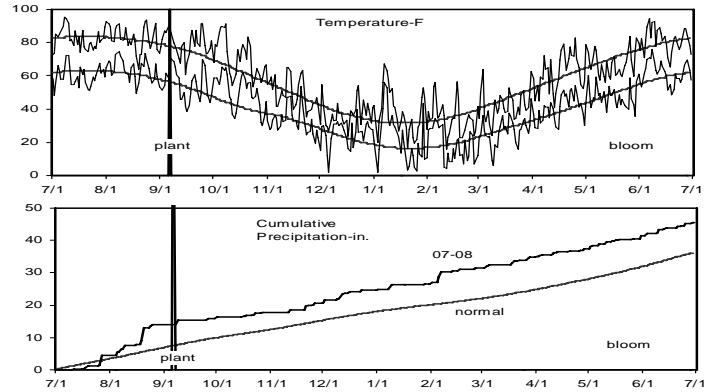 100
Temperature-F
80
60
40
20
plant
bloom
0
7/1 8/1 9/1 10/1 11/1 12/1 1/1 2/1 3/1 4/1 5/1 6/1 7/1
50
Cumulative
Precipitation-in.
40
07-08
30
20
normal
10
bloom
plant
0
7/1 8/1 9/1 10/1 11/1 12/1 1/1 2/1 3/1 4/1 5/1 6/1 7/1